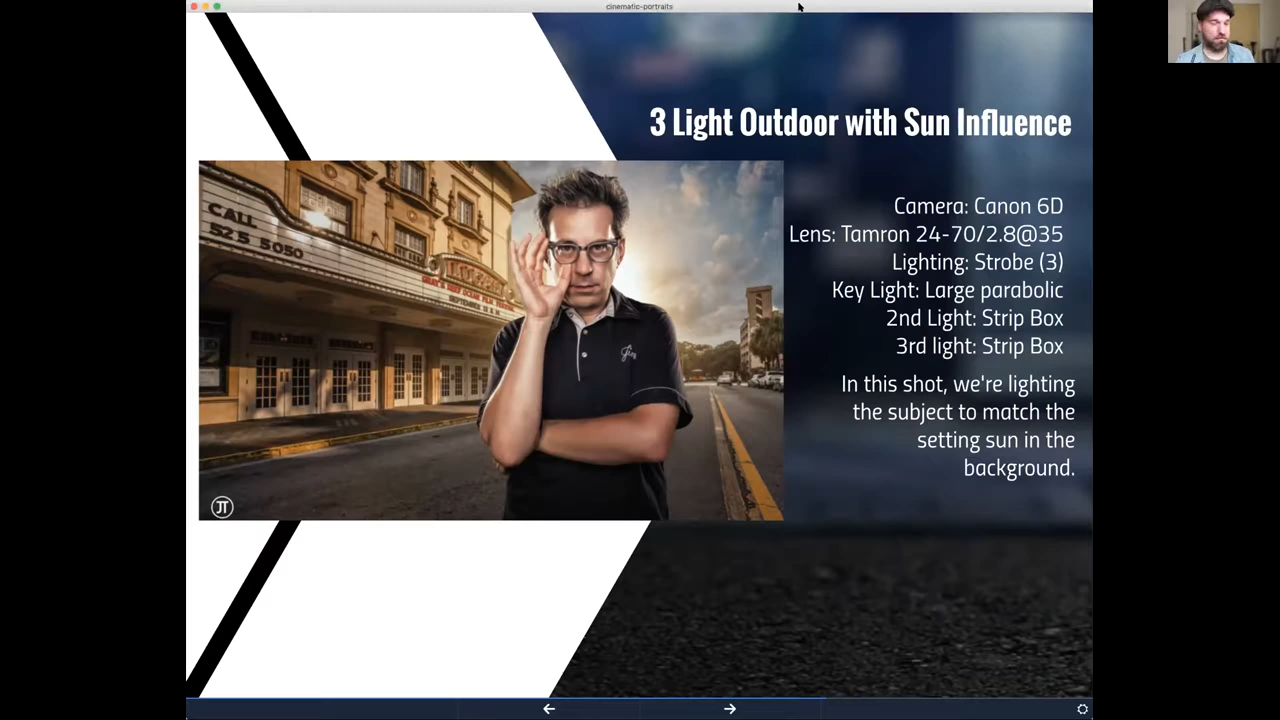 cinematic-portraits
3 Light Outdoor with Sun Influence
CALL
525 5050
SEPTEMBER
Camera: Canon 6D
Lens: Tamron 24-70/2.8@35
Lighting: Strobe (3)
Key Light: Large parabolic
2nd Light: Strip Box
3rd light: Strip Box
In this shot, we're lighting
the subject to match the
setting sun in the
background.